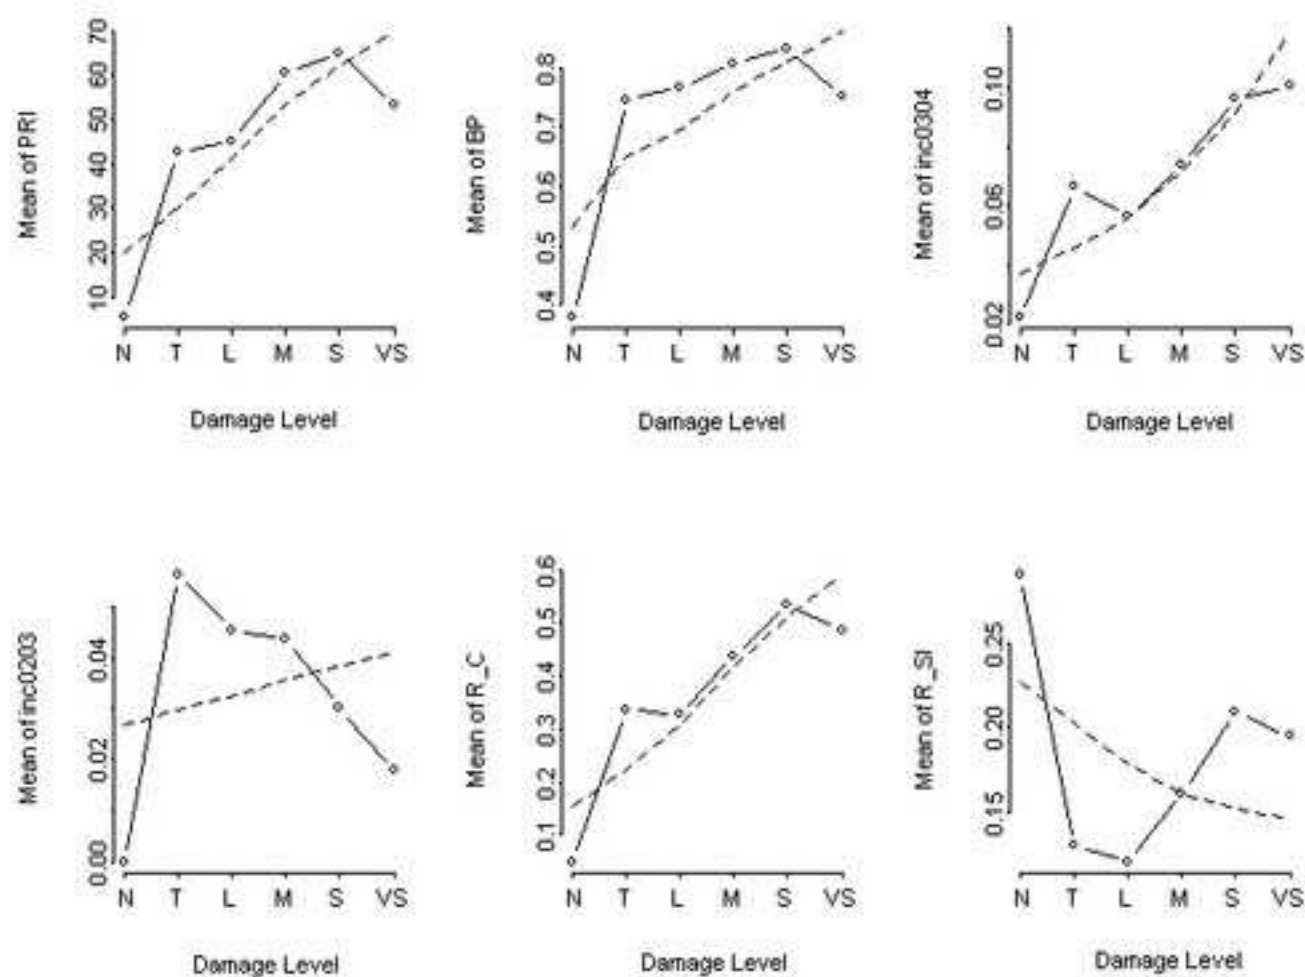 Mean of PRI
70
60
50
40
30
20
10
N T L M S VS
Damage Level
Mean of BP
0.8
0.7
0.6
0.5
0.4
N T L M S VS
Damage Level
Mean of inc0304
0.10
0.06
0.02
N T L M S VS
Damage Level
Mean of inc0203
0.04
0.02
0.00
N T L M S VS
Damage Level
Mean of R_C
0.6
0.5
0.4
0.3
0.2
0.1
N T L M S VS
Damage Level
Mean of R_SI
0.25
0.20
0.15
N T L M S VS
Damage Level